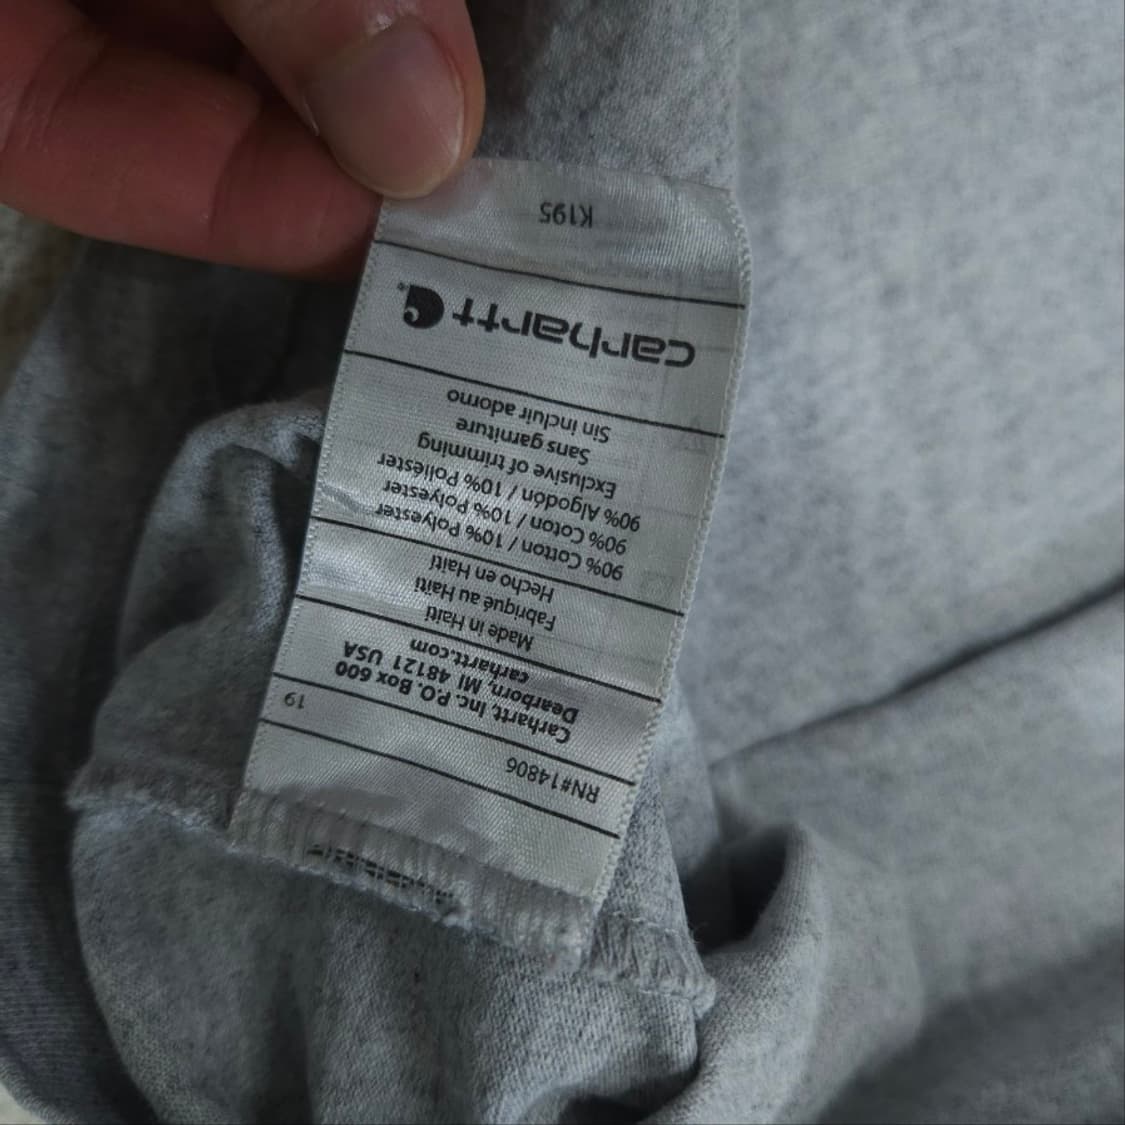 RN#14806
19
Carhartt, Inc. P.O. Box 600
Dearborn, MI 48121 USA
carhartt.com
Made in Haiti
Fabriqué au Haïti
Hecho en Haití
90% Cotton / 10% Polyester
90% Coton / 10% Polyester
90% Algodón / 10% Poliéster
Exclusive of trimming
Sans garniture
Sin incluir adorno
carhartt
K195